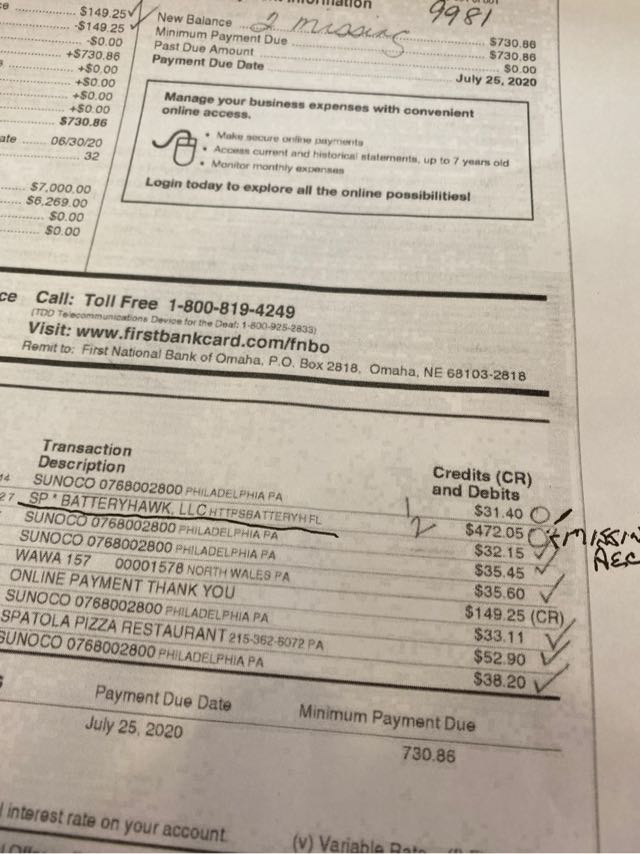 $149.25
-$149.25
-$0.00
+$730.86
+$0.00
+$0.00
+$0.00
+$0.00
$730.86
06/30/20
32
$7,000.00
$6,269.00
$0.00
$0.00
9981
New Balance $730.86
2 missing
Minimum Payment Due $730.86
Past Due Amount $0.00
Payment Due Date July 25, 2020
Manage your business expenses with convenient
online access.
• Make secure online payments
• Access current and historical statements, up to 7 years old
• Monitor monthly expenses
Login today to explore all the online possibilities!
Call: Toll Free 1-800-819-4249
(TDD Telecommunications Device for the Deaf: 1-800-925-2833)
Visit: www.firstbankcard.com/fnbo
Remit to: First National Bank of Omaha, P.O. Box 2818, Omaha, NE 68103-2818
Transaction
Description
Credits (CR)
and Debits
SUNOCO 0768002800 PHILADELPHIA PA $31.40
27 SP * BATTERYHAWK, LLC HTTPSBATTERYH FL 1 $472.05
SUNOCO 0768002800 PHILADELPHIA PA 2 $32.15
SUNOCO 0768002800 PHILADELPHIA PA $35.45
WAWA 157 00001578 NORTH WALES PA $35.60
ONLINE PAYMENT THANK YOU $149.25 (CR)
SUNOCO 0768002800 PHILADELPHIA PA $33.11
SPATOLA PIZZA RESTAURANT 215-362-5072 PA $52.90
SUNOCO 0768002800 PHILADELPHIA PA $38.20
Payment Due Date
Minimum Payment Due
July 25, 2020
730.86
interest rate on your account.
(v) Variable Rate